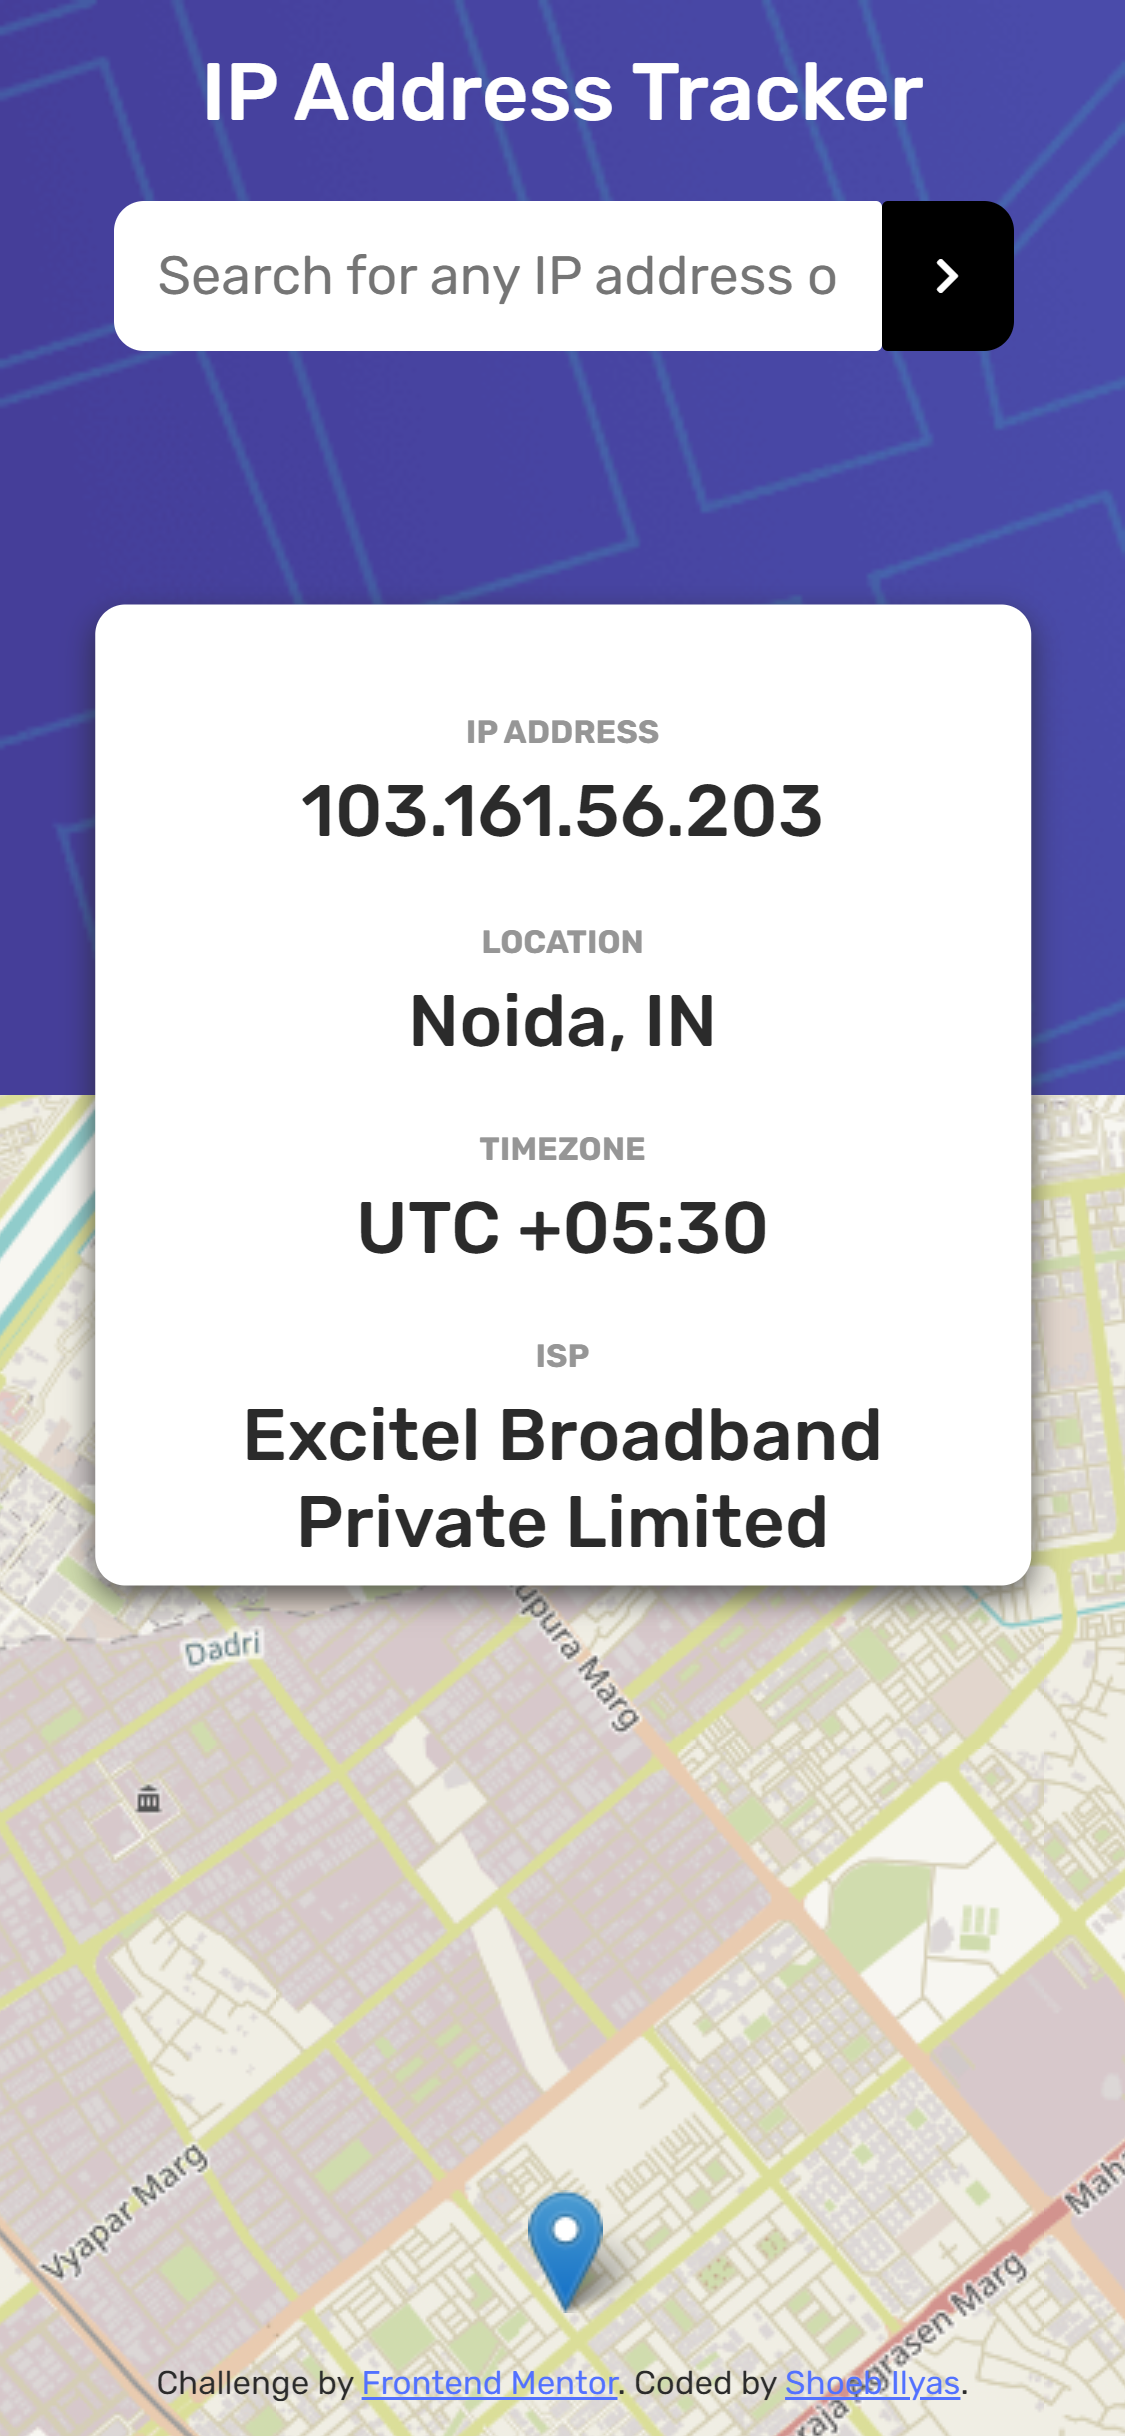 IP Address Tracker
Search for any IP address o
IP ADDRESS
103.161.56.203
LOCATION
Noida, IN
TIMEZONE
UTC +05:30
ISP
Excitel Broadband
Private Limited
upura Marg
Dadri
Vyapar Marg
Maha
raja Agrasen Marg
Challenge by Frontend Mentor. Coded by Shoeb Ilyas.